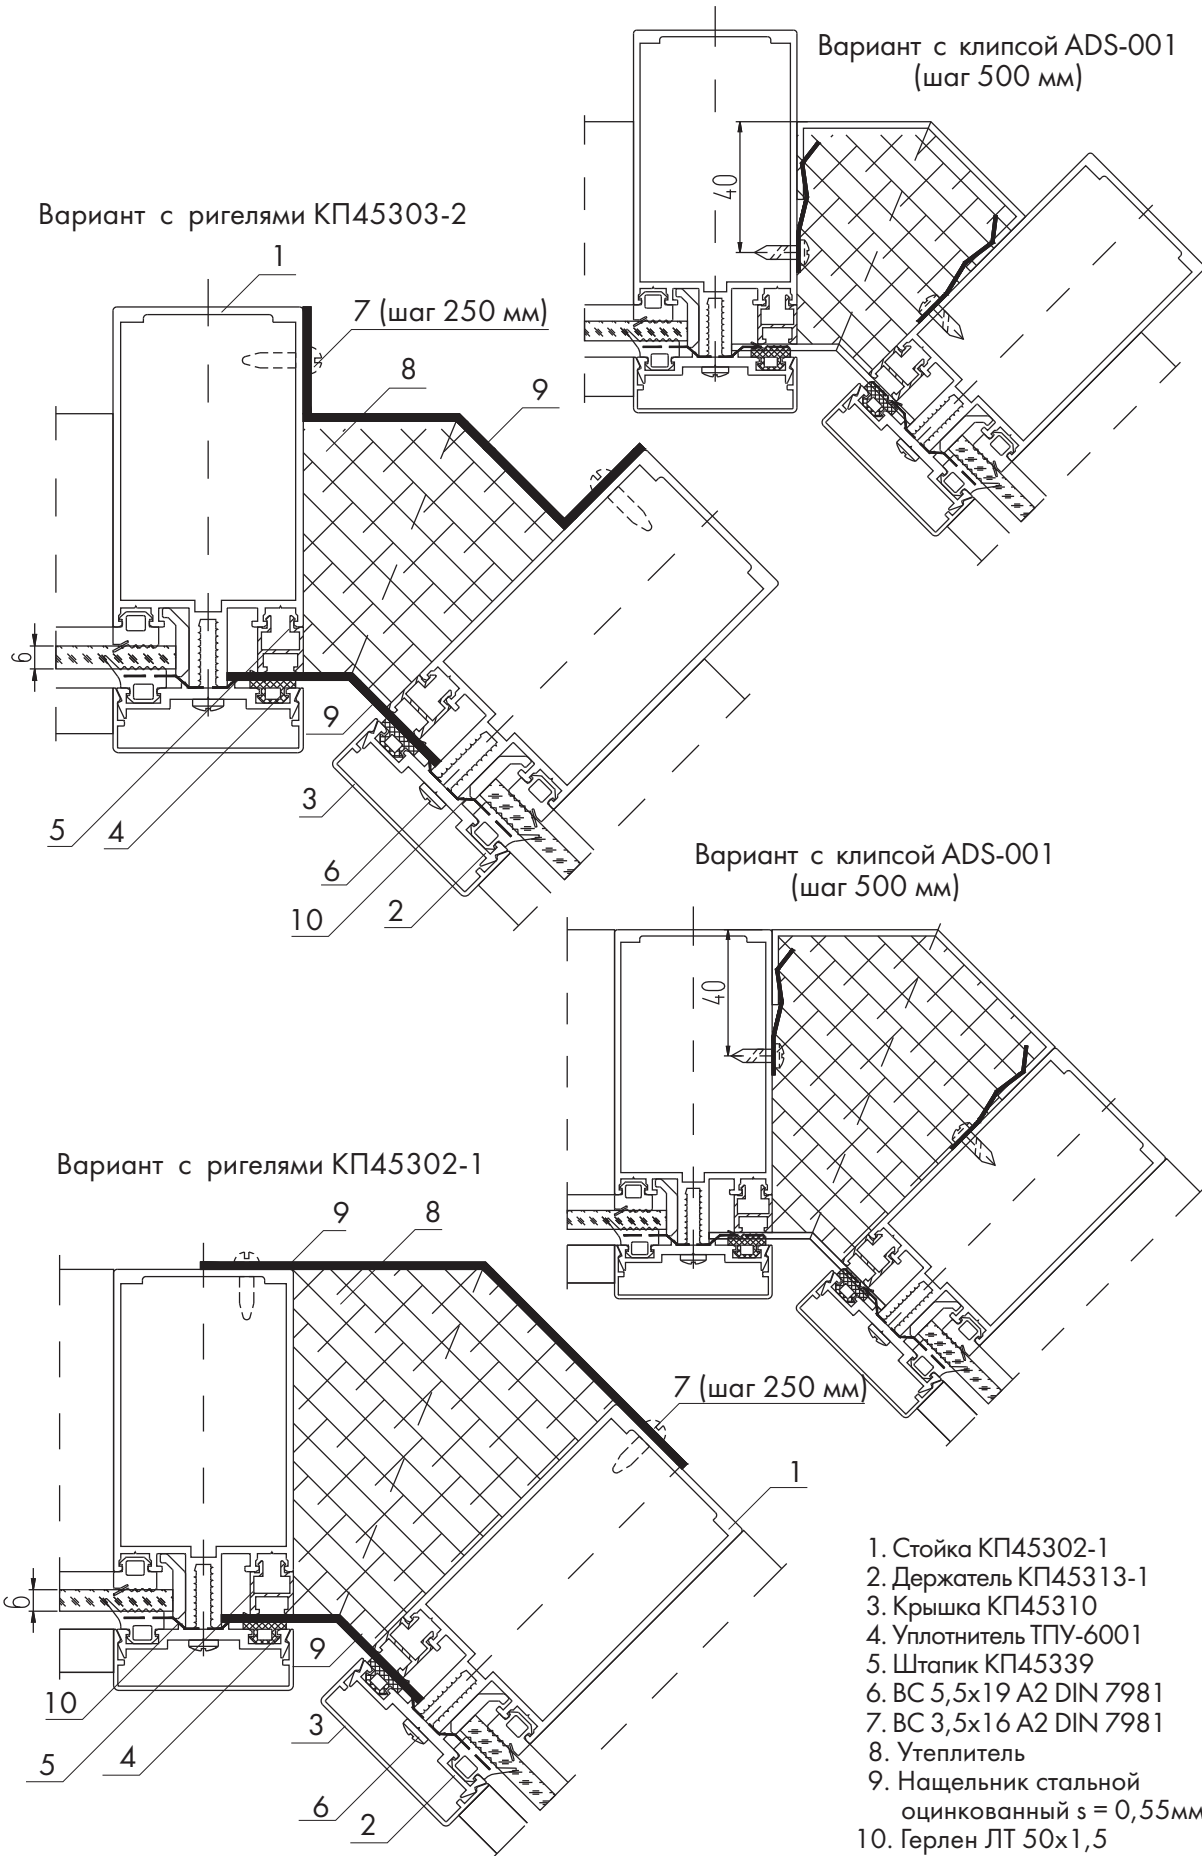 Вариант с клипсой ADS-001
(шаг 500 мм)
40
Вариант с ригелями КП45303-2
1
7 (шаг 250 мм)
8
9
6
9
3
5
4
6
10
2
Вариант с клипсой ADS-001
(шаг 500 мм)
40
Вариант с ригелями КП45302-1
9
8
7 (шаг 250 мм)
1
6
9
10
3
5
4
6
2
1. Стойка КП45302-1
2. Держатель КП45313-1
3. Крышка КП45310
4. Уплотнитель ТПУ-6001
5. Штапик КП45339
6. ВС 5,5х19 А2 DIN 7981
7. ВС 3,5х16 А2 DIN 7981
8. Утеплитель
9. Нащельник стальной
оцинкованный s = 0,55мм
10. Герлен ЛТ 50х1,5